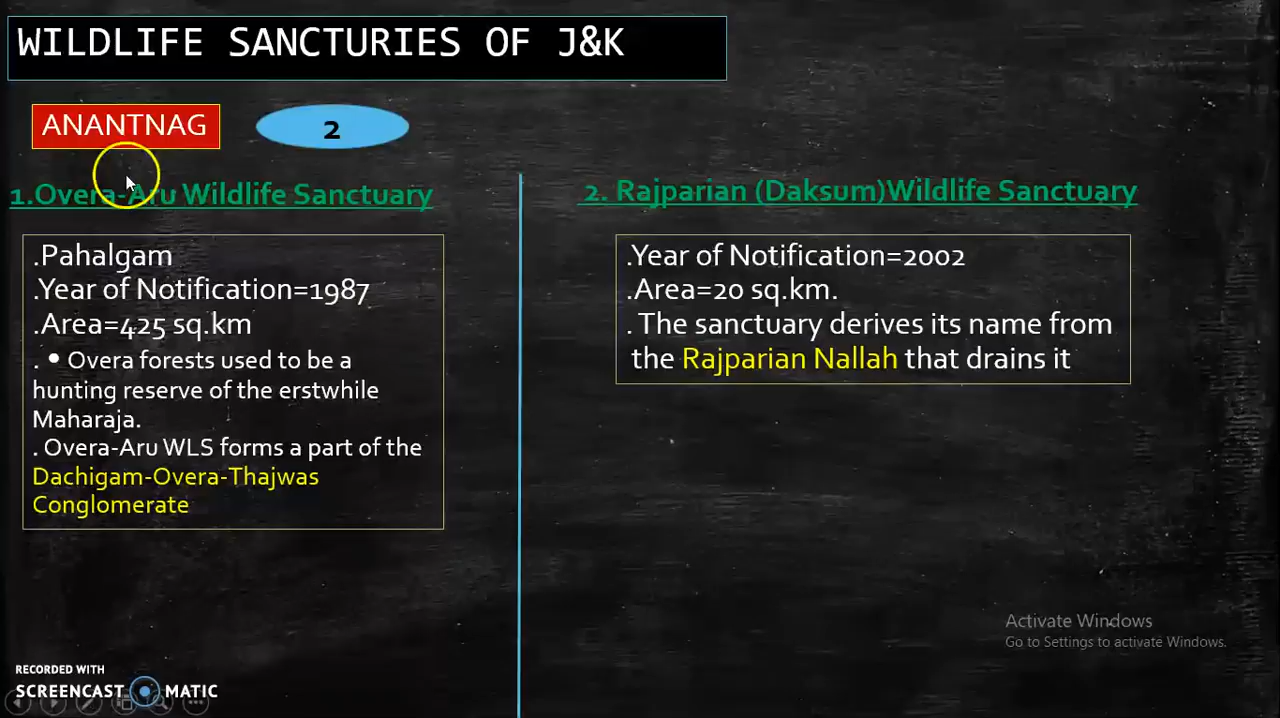 WILDLIFE SANCTURIES OF J&K
ANANTNAG
2
1.Overa-Aru Wildlife Sanctuary
.Pahalgam
.Year of Notification=1987
.Area=425 sq.km
. • Overa forests used to be a
hunting reserve of the erstwhile
Maharaja.
. Overa-Aru WLS forms a part of the
Dachigam-Overa-Thajwas
Conglomerate
2. Rajparian (Daksum)Wildlife Sanctuary
.Year of Notification=2002
.Area=20 sq.km.
. The sanctuary derives its name from
the Rajparian Nallah that drains it
Activate Windows
Go to Settings to activate Windows.
RECORDED WITH
SCREENCAST MATIC